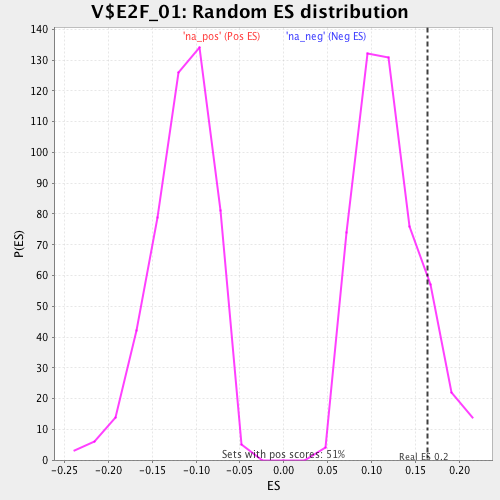 V$E2F_01: Random ES distribution
'na_pos' (Pos ES) 'na_neg' (Neg ES)
140
130
120
110
100
90
80
70
60
50
40
30
20
10
0
P(ES)
Sets with pos scores: 51%
Real ES 0.2
-0.25 -0.20 -0.15 -0.10 -0.05 0.00 0.05 0.10 0.15 0.20
ES